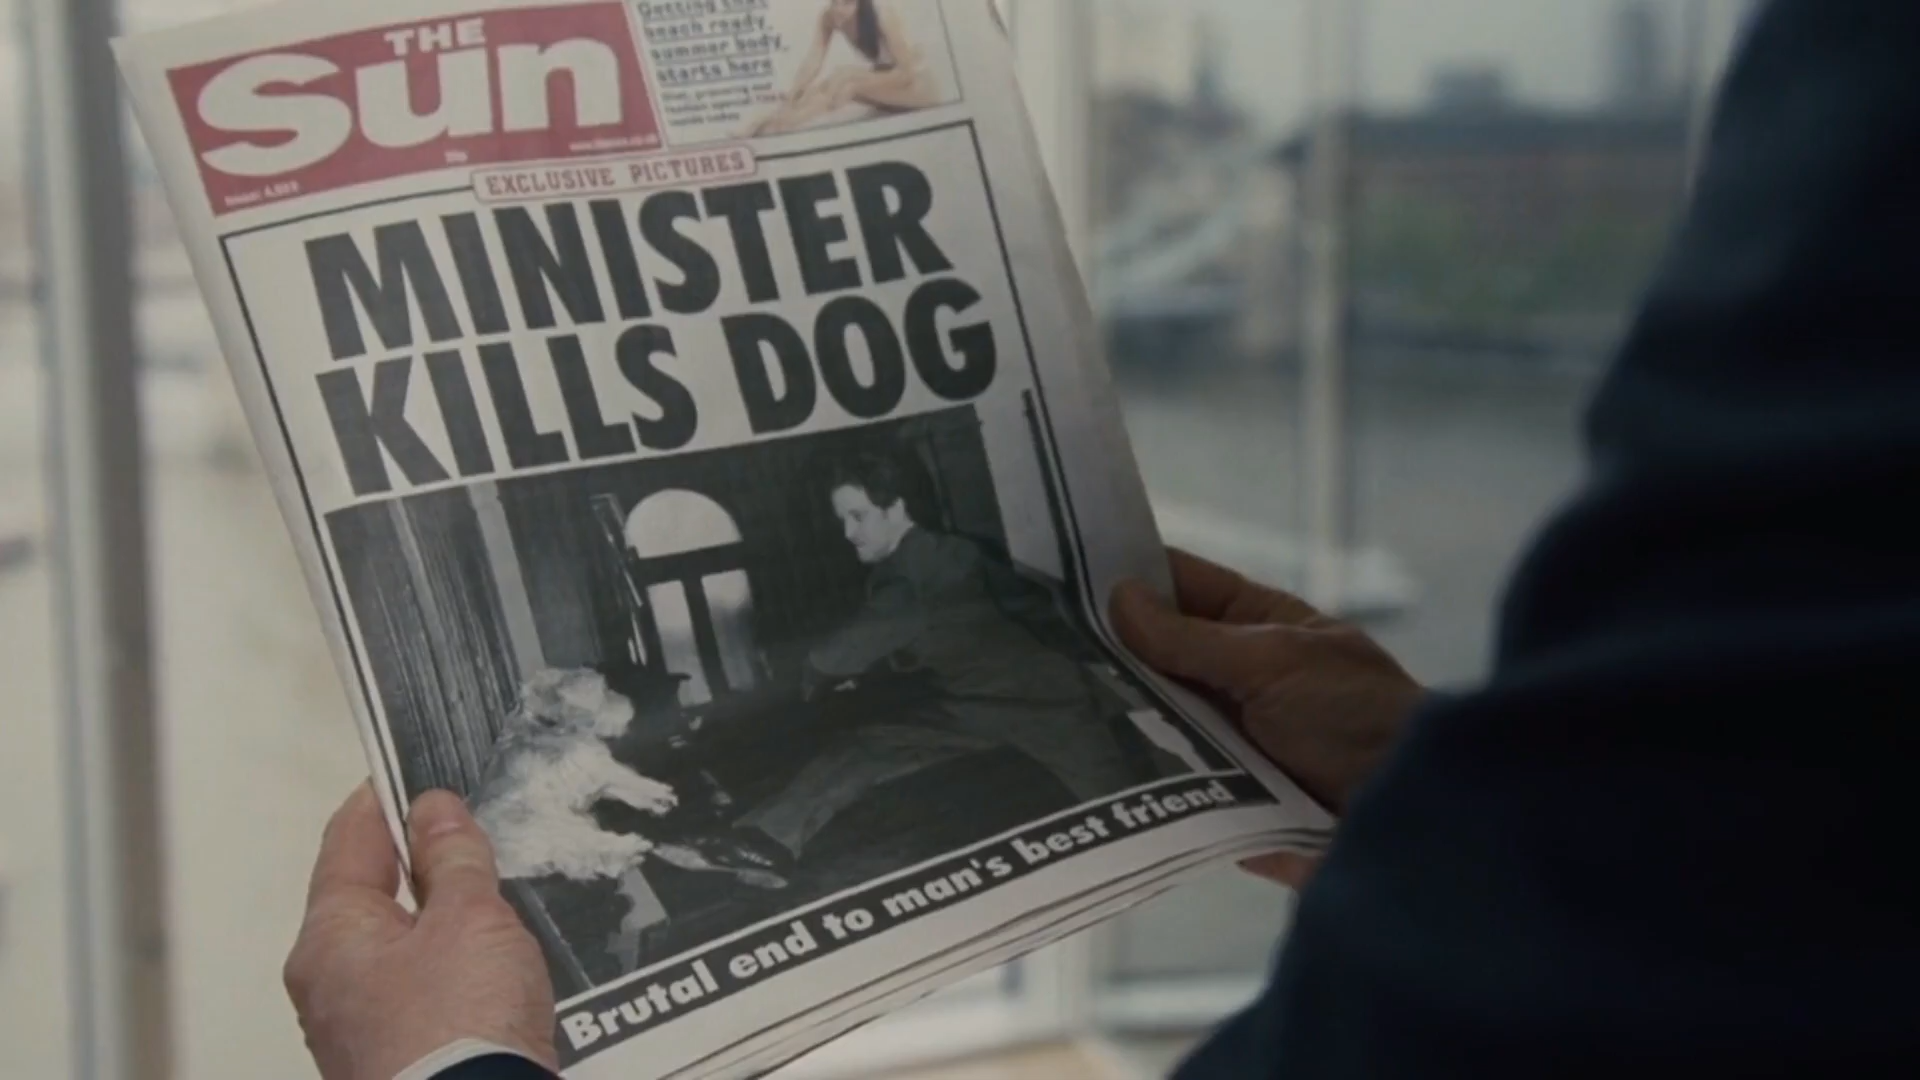 THE
Sun
Getting that
beach ready,
summer body
starts here
EXCLUSIVE PICTURES
MINISTER
KILLS DOG
Brutal end to man's best friend